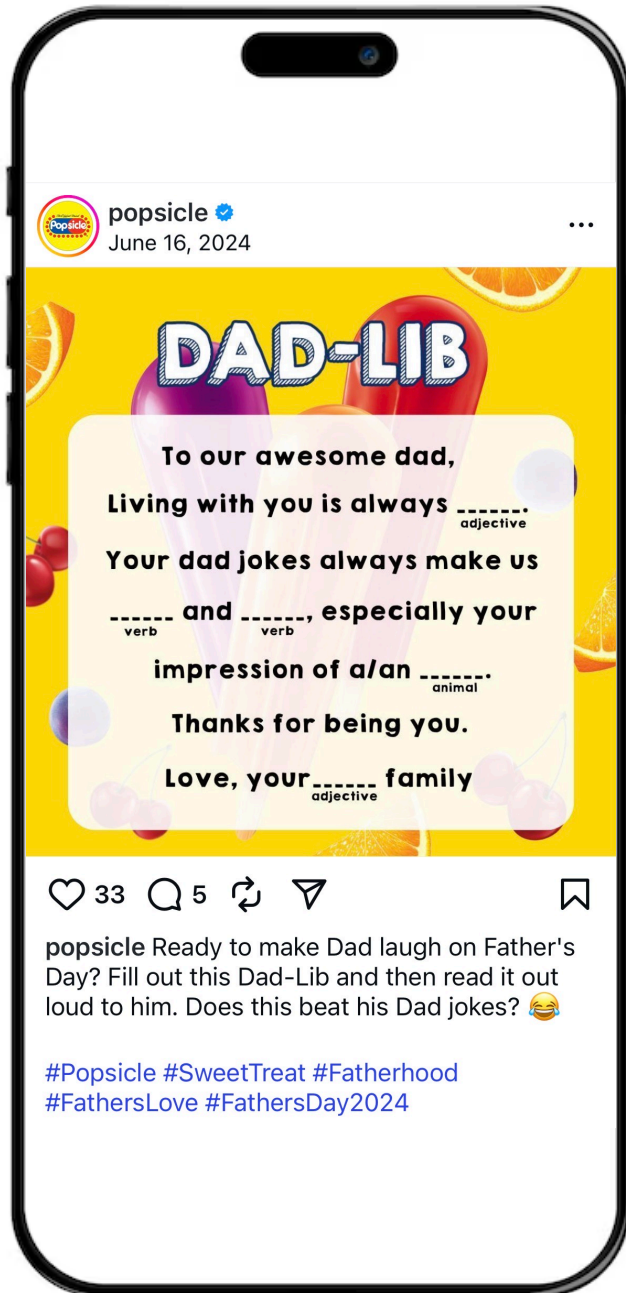 Popsicle
popsicle
June 16, 2024
DAD-LIB
To our awesome dad,
Living with you is always ______.
adjective
Your dad jokes always make us
______ and ______, especially your
verb verb
impression of a/an ______.
animal
Thanks for being you.
Love, your______ family
adjective
33 5
popsicle Ready to make Dad laugh on Father's
Day? Fill out this Dad-Lib and then read it out
loud to him. Does this beat his Dad jokes? 😂
#Popsicle #SweetTreat #Fatherhood
#FathersLove #FathersDay2024